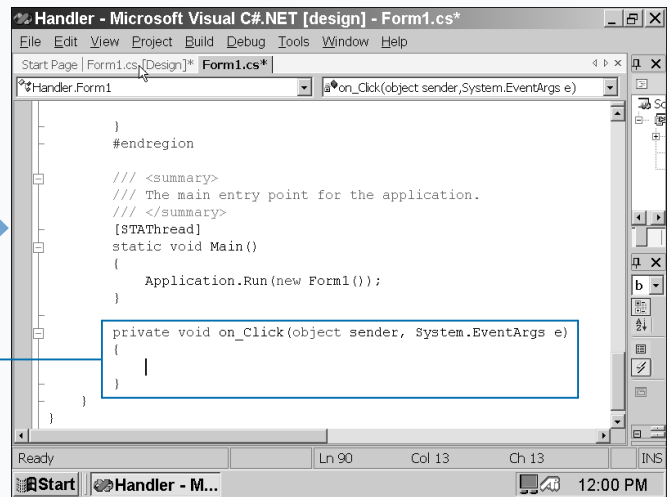 Handler - Microsoft Visual C#.NET [design] - Form1.cs*
File Edit View Project Build Debug Tools Window Help
Start Page | Form1.cs [Design]* Form1.cs*
Handler.Form1
on_Click(object sender,System.EventArgs e)
}
#endregion
/// <summary>
/// The main entry point for the application.
/// </summary>
[STAThread]
static void Main()
{
Application.Run(new Form1());
}
private void on_Click(object sender, System.EventArgs e)
{
}
}
}
Ready Ln 90 Col 13 Ch 13 INS
Start Handler - M... 12:00 PM